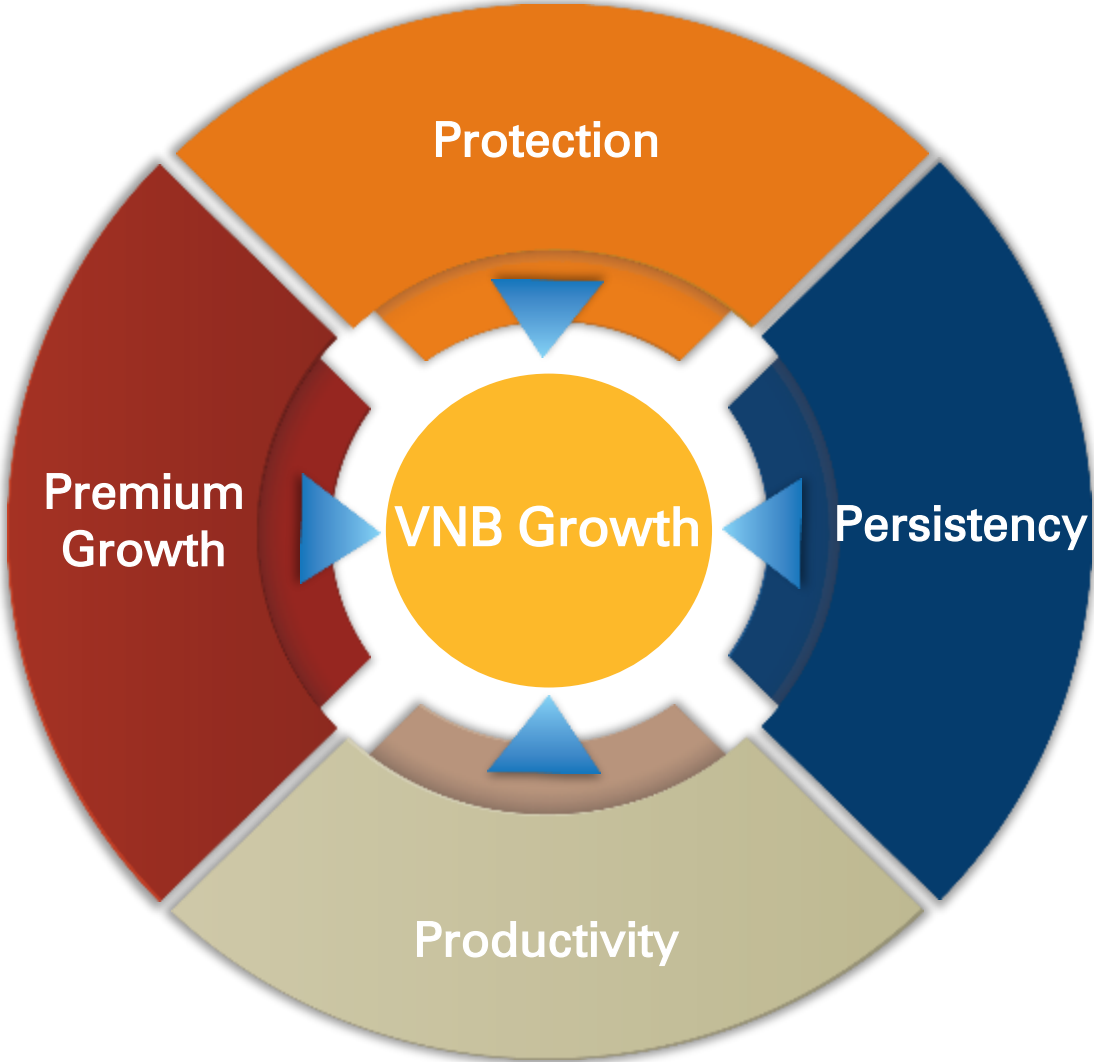 Protection
Premium
Growth
VNB Growth
Persistency
Productivity